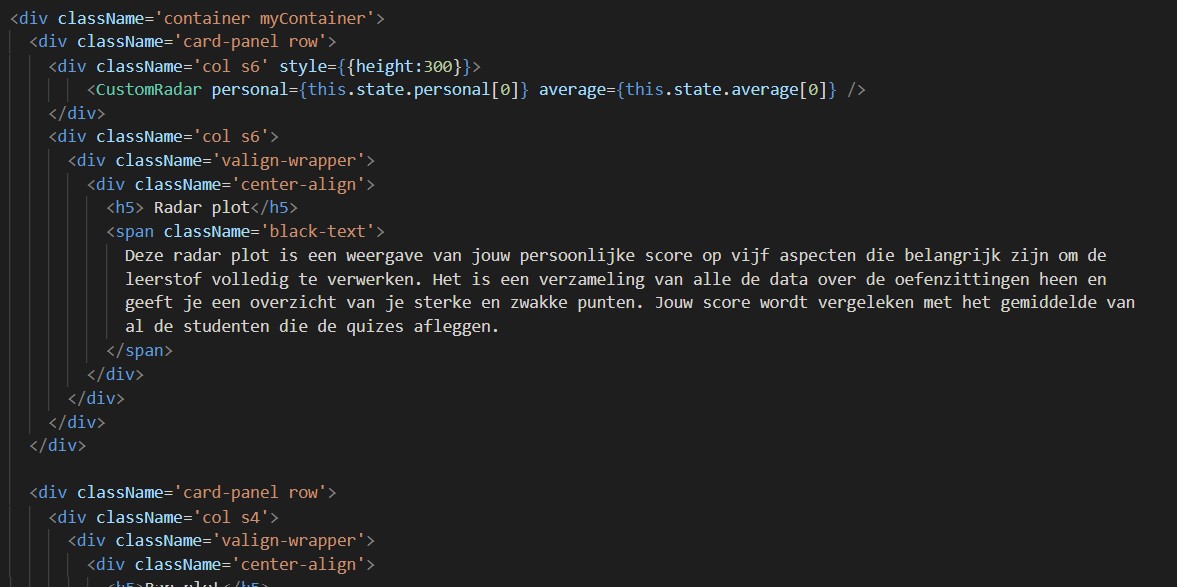 <div className='container myContainer'>
<div className='card-panel row'>
<div className='col s6' style={{height:300}}>
<CustomRadar personal={this.state.personal[0]} average={this.state.average[0]} />
</div>
<div className='col s6'>
<div className='valign-wrapper'>
<div className='center-align'>
<h5> Radar plot</h5>
<span className='black-text'>
Deze radar plot is een weergave van jouw persoonlijke score op vijf aspecten die belangrijk zijn om de
leerstof volledig te verwerken. Het is een verzameling van alle de data over de oefenzittingen heen en
geeft je een overzicht van je sterke en zwakke punten. Jouw score wordt vergeleken met het gemiddelde van
al de studenten die de quizes afleggen.
</span>
</div>
</div>
</div>
</div>
<div className='card-panel row'>
<div className='col s4'>
<div className='valign-wrapper'>
<div className='center-align'>